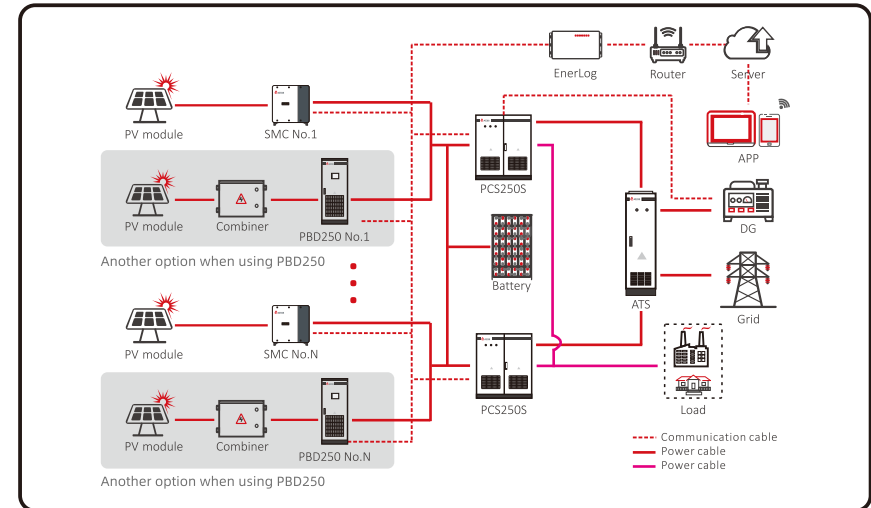 EnerLog
Router
Server
PV module
SMC No.1
APP
PCS250S
PV module
Combiner
PBD250 No.1
DG
Another option when using PBD250
Battery
ATS
Grid
PV module
SMC No.N
PCS250S
Load
PV module
Combiner
PBD250 No.N
Communication cable
Power cable
Power cable
Another option when using PBD250